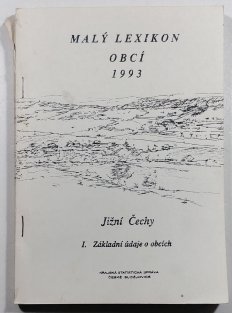 MALÝ LEXIKON
OBCÍ
1993
Jižní Čechy
I. Základní údaje o obcích
KRAJSKÁ STATISTICKÁ SPRÁVA
ČESKÉ BUDĚJOVICE